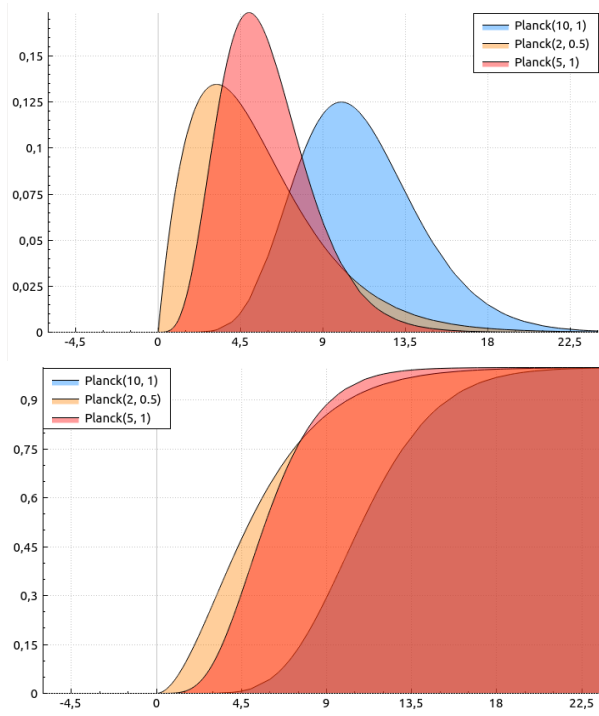 0,15
0,125
0,1
0,075
0,05
0,025
0
Planck(10, 1)
Planck(2, 0.5)
Planck(5, 1)
-4,5 0 4,5 9 13,5 18 22,5
Planck(10, 1)
Planck(2, 0.5)
Planck(5, 1)
0,9
0,75
0,6
0,45
0,3
0,15
0
-4,5 0 4,5 9 13,5 18 22,5